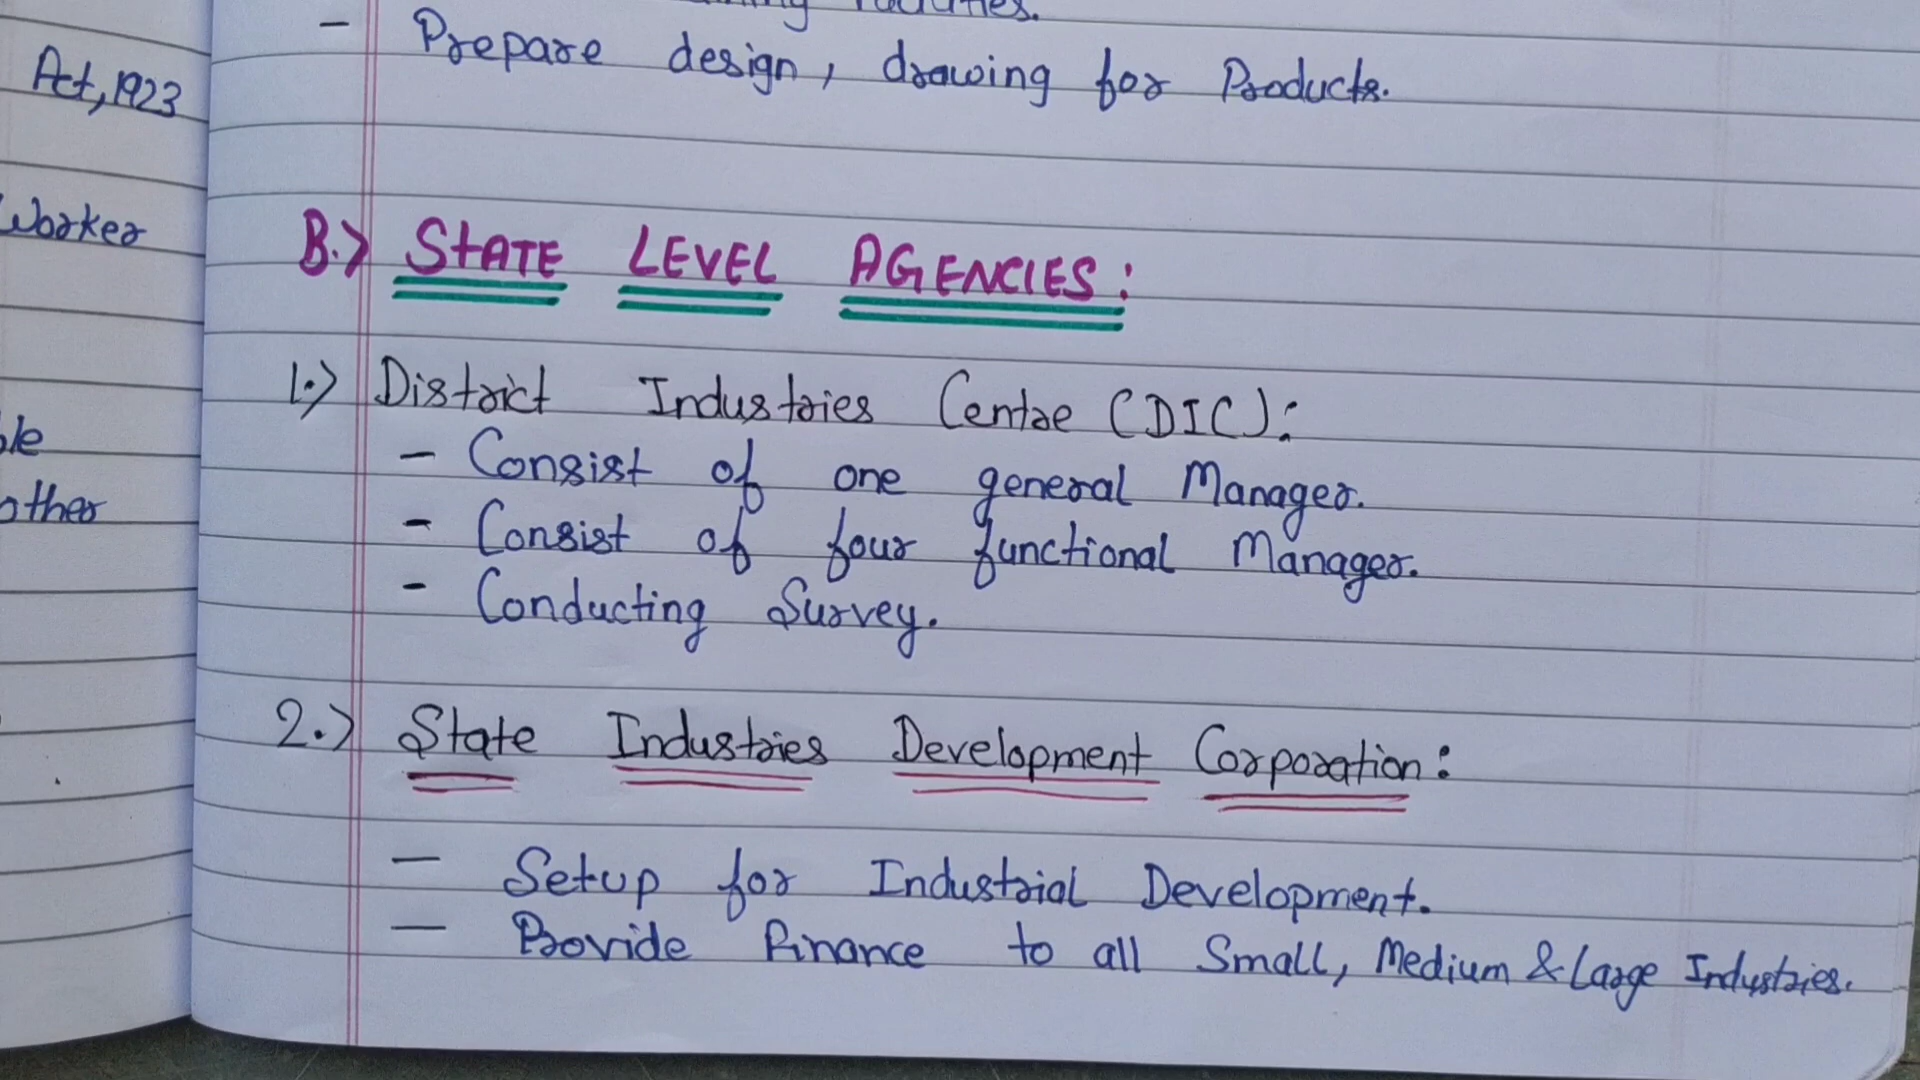 Act, 1923
Worker
other
- Prepare design, drawing for Products.
B.> STATE LEVEL AGENCIES:
1.> District Industries Centre (DIC):
- Consist of one general Manager.
- Consist of four functional Manager.
- Conducting Survey.
2.> State Industries Development Corporation:
- Setup for Industrial Development.
- Provide Finance to all Small, Medium & Large Industries.